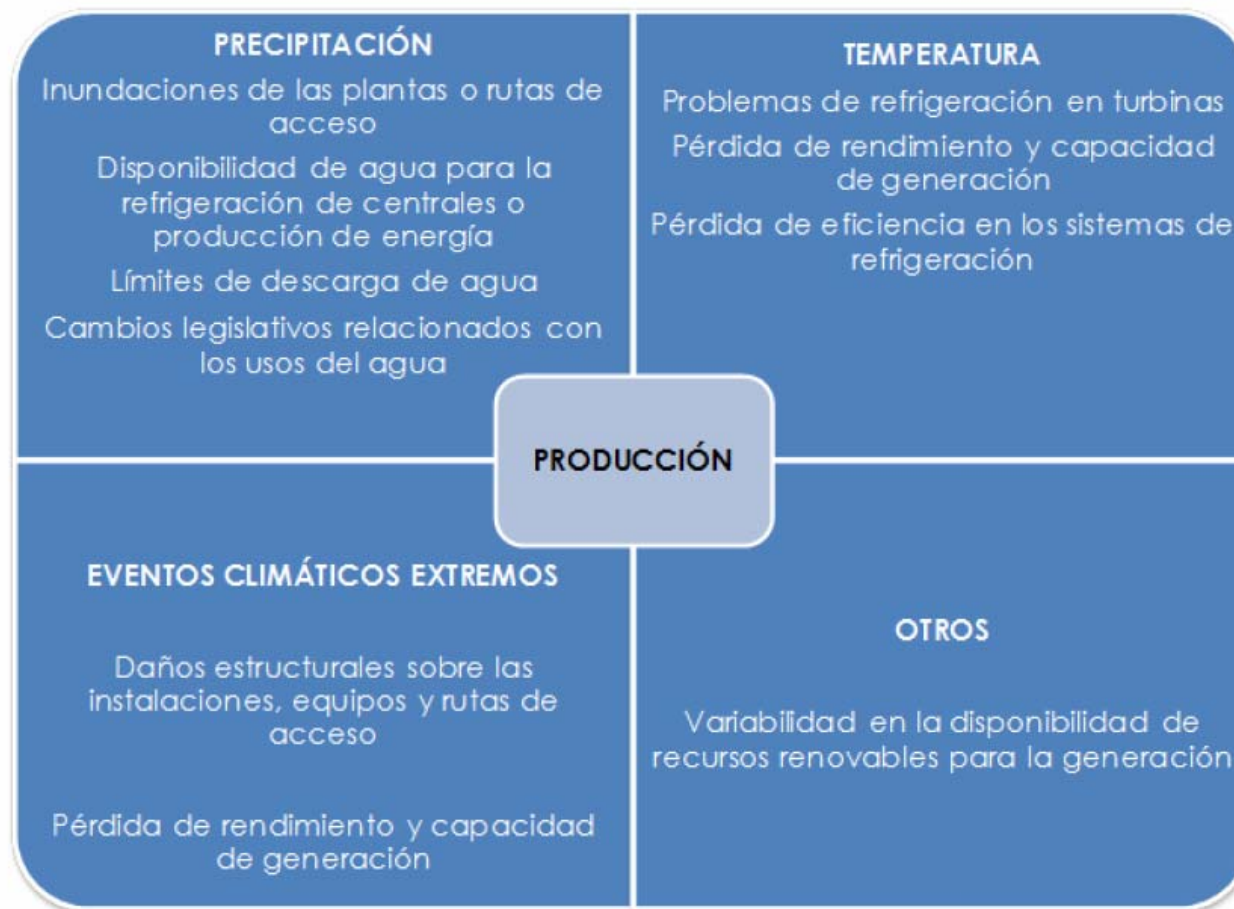 PRECIPITACIÓN
Inundaciones de las plantas o rutas de
acceso
Disponibilidad de agua para la
refrigeración de centrales o
producción de energía
Límites de descarga de agua
Cambios legislativos relacionados con
los usos del agua
TEMPERATURA
Problemas de refrigeración en turbinas
Pérdida de rendimiento y capacidad
de generación
Pérdida de eficiencia en los sistemas de
refrigeración
PRODUCCIÓN
EVENTOS CLIMÁTICOS EXTREMOS
Daños estructurales sobre las
instalaciones, equipos y rutas de
acceso
Pérdida de rendimiento y capacidad
de generación
OTROS
Variabilidad en la disponibilidad de
recursos renovables para la generación